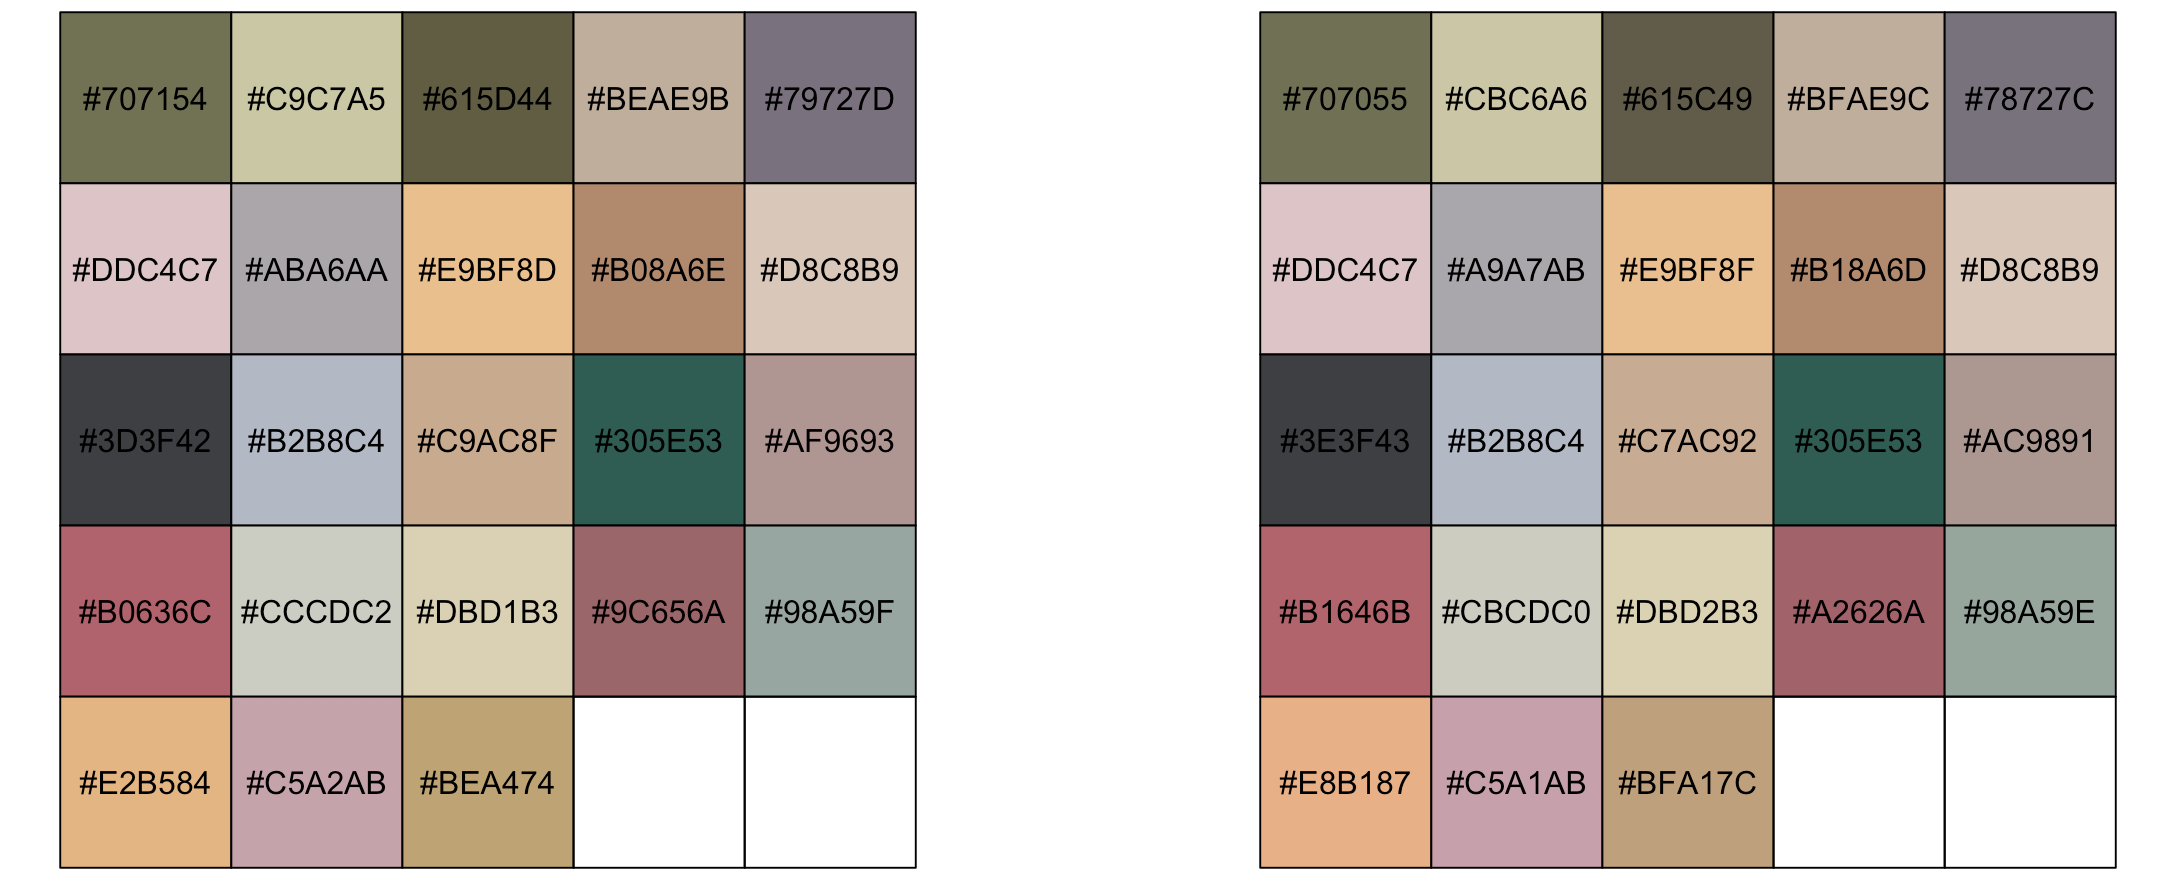 #707154 #C9C7A5 #615D44 #BEAE9B #79727D
#DDC4C7 #ABA6AA #E9BF8D #B08A6E #D8C8B9
#3D3F42 #B2B8C4 #C9AC8F #305E53 #AF9693
#B0636C #CCCDC2 #DBD1B3 #9C656A #98A59F
#E2B584 #C5A2AB #BEA474
#707055 #CBC6A6 #615C49 #BFAE9C #78727C
#DDC4C7 #A9A7AB #E9BF8F #B18A6D #D8C8B9
#3E3F43 #B2B8C4 #C7AC92 #305E53 #AC9891
#B1646B #CBCDC0 #DBD2B3 #A2626A #98A59E
#E8B187 #C5A1AB #BFA17C